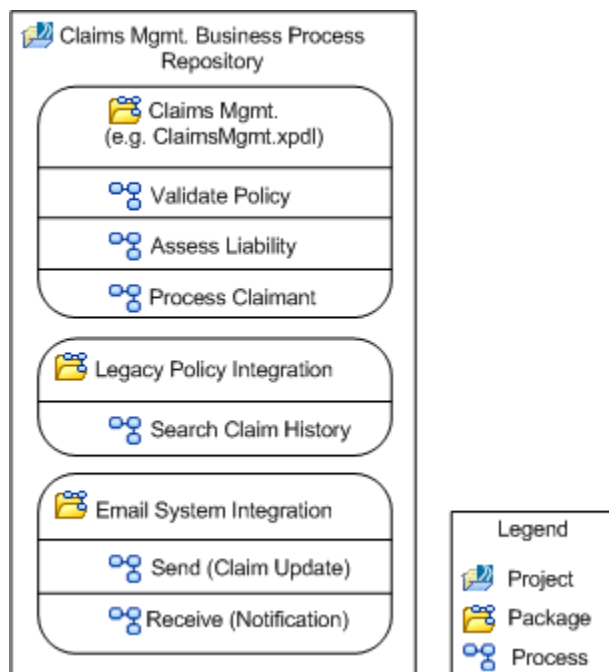 Claims Mgmt. Business Process
Repository
Claims Mgmt.
(e.g. ClaimsMgmt.xpdl)
Validate Policy
Assess Liability
Process Claimant
Legacy Policy Integration
Search Claim History
Email System Integration
Send (Claim Update)
Receive (Notification)
Legend
Project
Package
Process